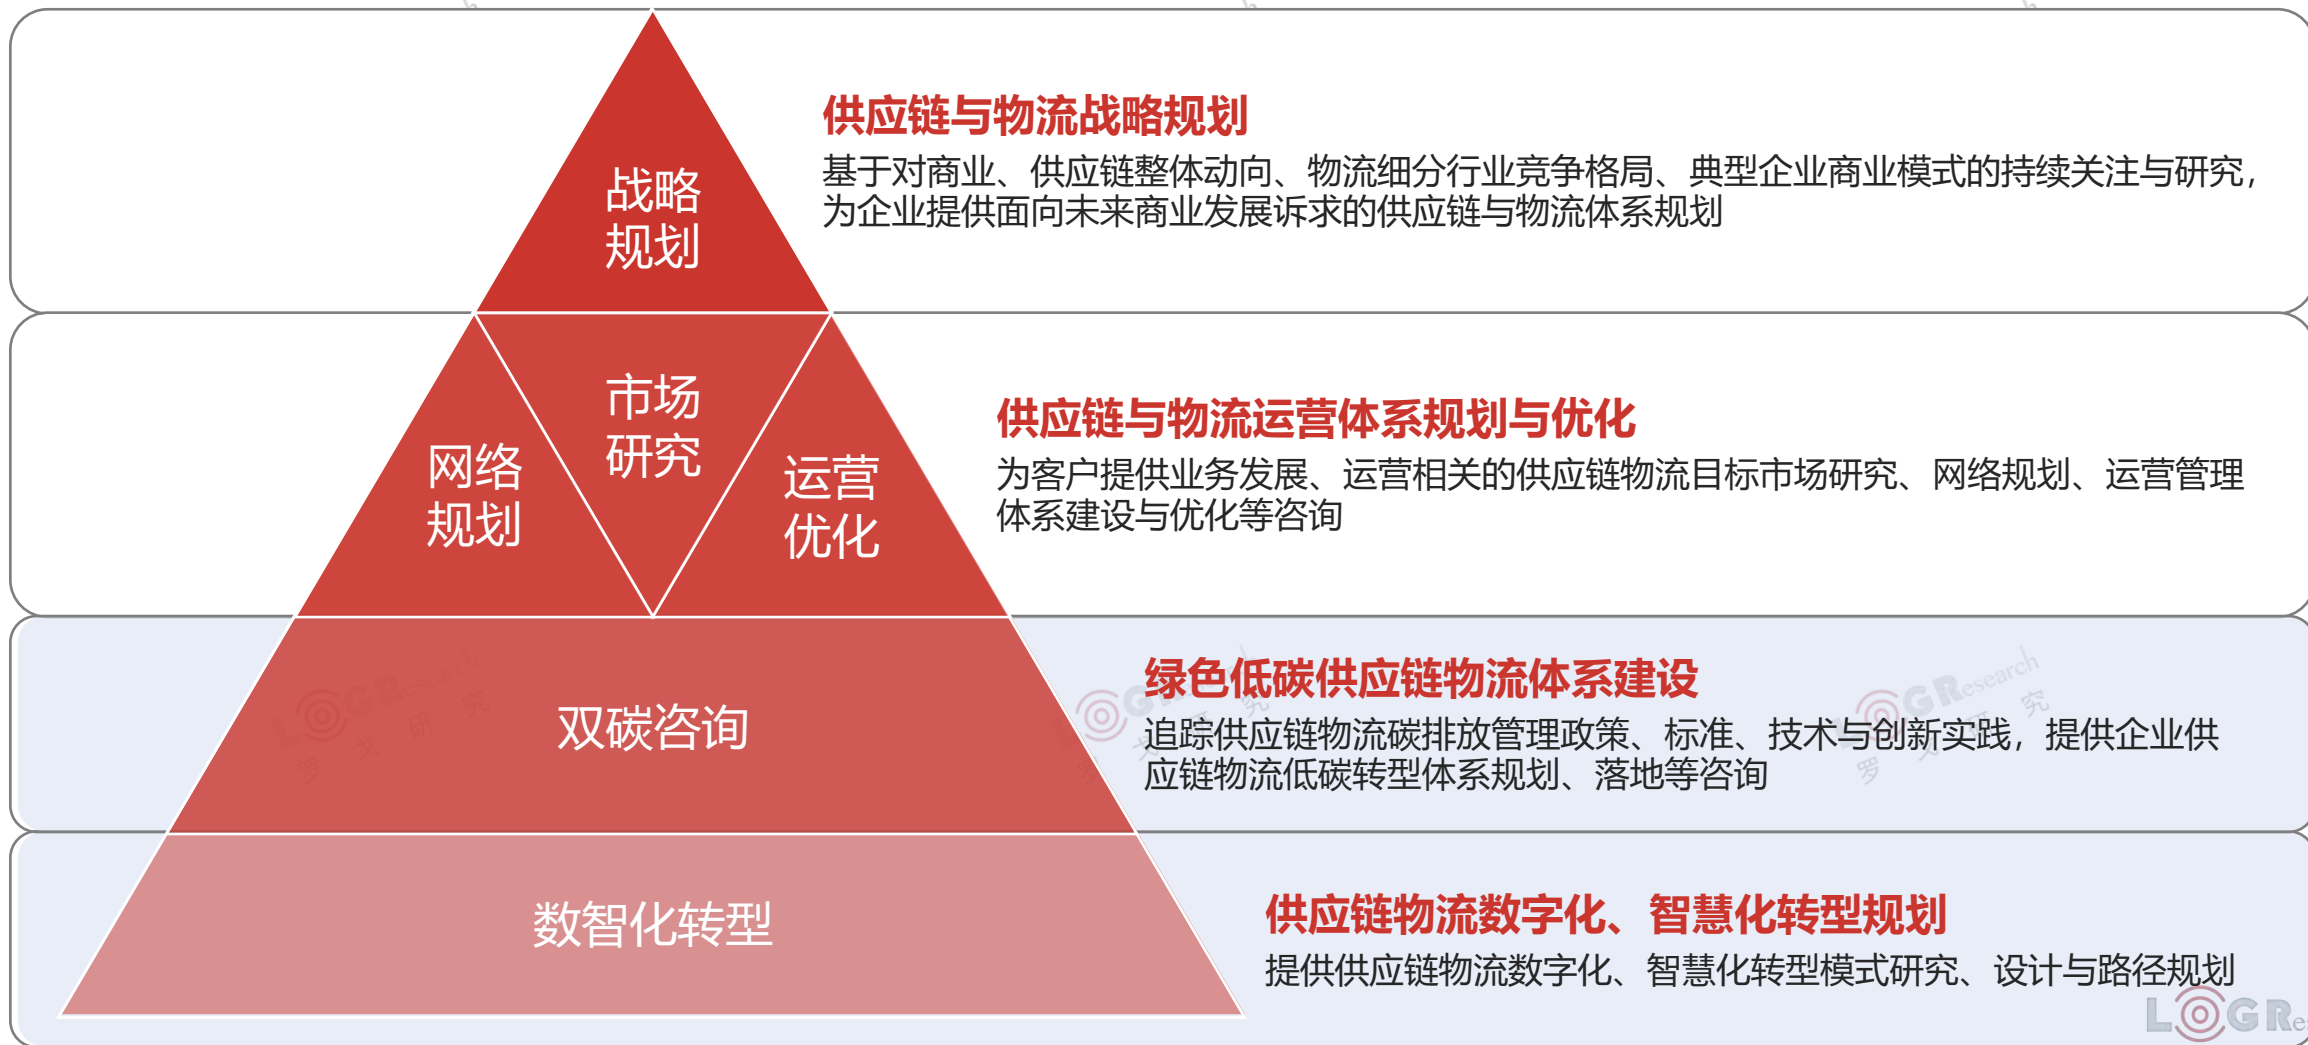 战略
规划
供应链与物流战略规划
基于对商业、供应链整体动向、物流细分行业竞争格局、典型企业商业模式的持续关注与研究，
为企业提供面向未来商业发展诉求的供应链与物流体系规划
网络
规划
市场
研究
运营
优化
供应链与物流运营体系规划与优化
为客户提供业务发展、运营相关的供应链物流目标市场研究、网络规划、运营管理
体系建设与优化等咨询
双碳咨询
绿色低碳供应链物流体系建设
追踪供应链物流碳排放管理政策、标准、技术与创新实践，提供企业供
应链物流低碳转型体系规划、落地等咨询
数智化转型
供应链物流数字化、智慧化转型规划
提供供应链物流数字化、智慧化转型模式研究、设计与路径规划
LOGResearch
罗戈研究
LOGRes